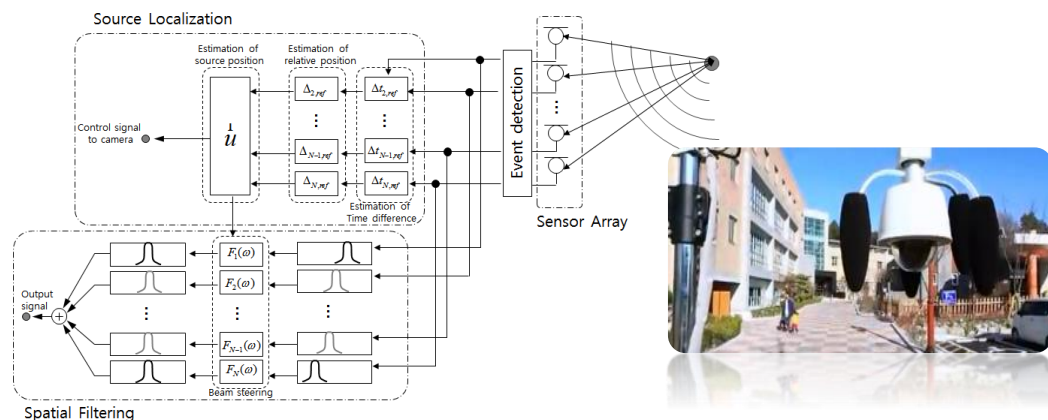 Source Localization
Estimation of
source position
Estimation of
relative position
Δ2,ref
Δt2,ref
⋮
⋮
ΔN−1,ref
ΔtN−1,ref
ΔN,ref
ΔtN,ref
u
Control signal
to camera
Estimation of
Time difference
Event detection
⋮
Sensor Array
F1(ω)
F2(ω)
⋮
⋮
⋮
FN−1(ω)
FN(ω)
Output
signal
+
Beam steering
Spatial Filtering